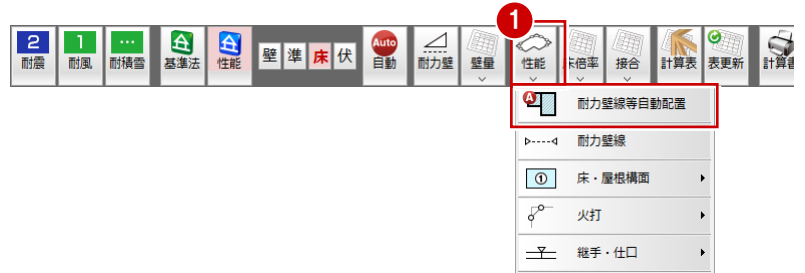 1
2 耐震
1 耐風
… 耐積雪
基準法
性能
壁 準 床 伏
Auto 自動
耐力壁
壁量
性能
床倍率
接合
計算表
表更新
計算書
A 耐力壁線等自動配置
耐力壁線
① 床・屋根構面
火打
継手・仕口